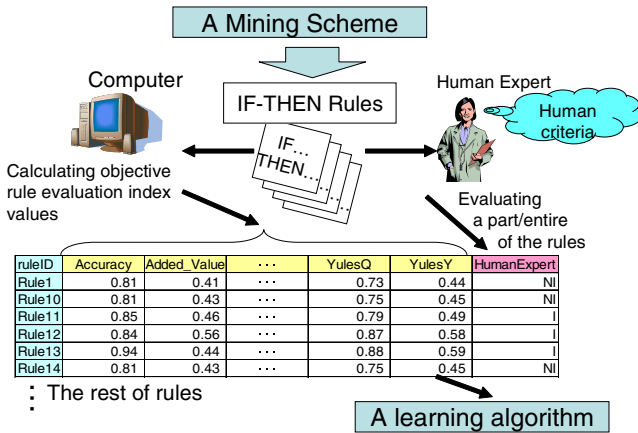 A Mining Scheme
Computer
Human Expert
IF-THEN Rules
Human
criteria
IF...
THEN...
Calculating objective
rule evaluation index
values
Evaluating
a part/entire
of the rules
ruleID Accuracy Added_Value ... YulesQ YulesY HumanExpert
Rule1 0.81 0.41 ... 0.73 0.44 NI
Rule10 0.81 0.43 ... 0.75 0.45 NI
Rule11 0.85 0.46 ... 0.79 0.49 I
Rule12 0.84 0.56 ... 0.87 0.58 I
Rule13 0.94 0.44 ... 0.88 0.59 I
Rule14 0.81 0.43 ... 0.75 0.45 NI
⋮ The rest of rules
A learning algorithm